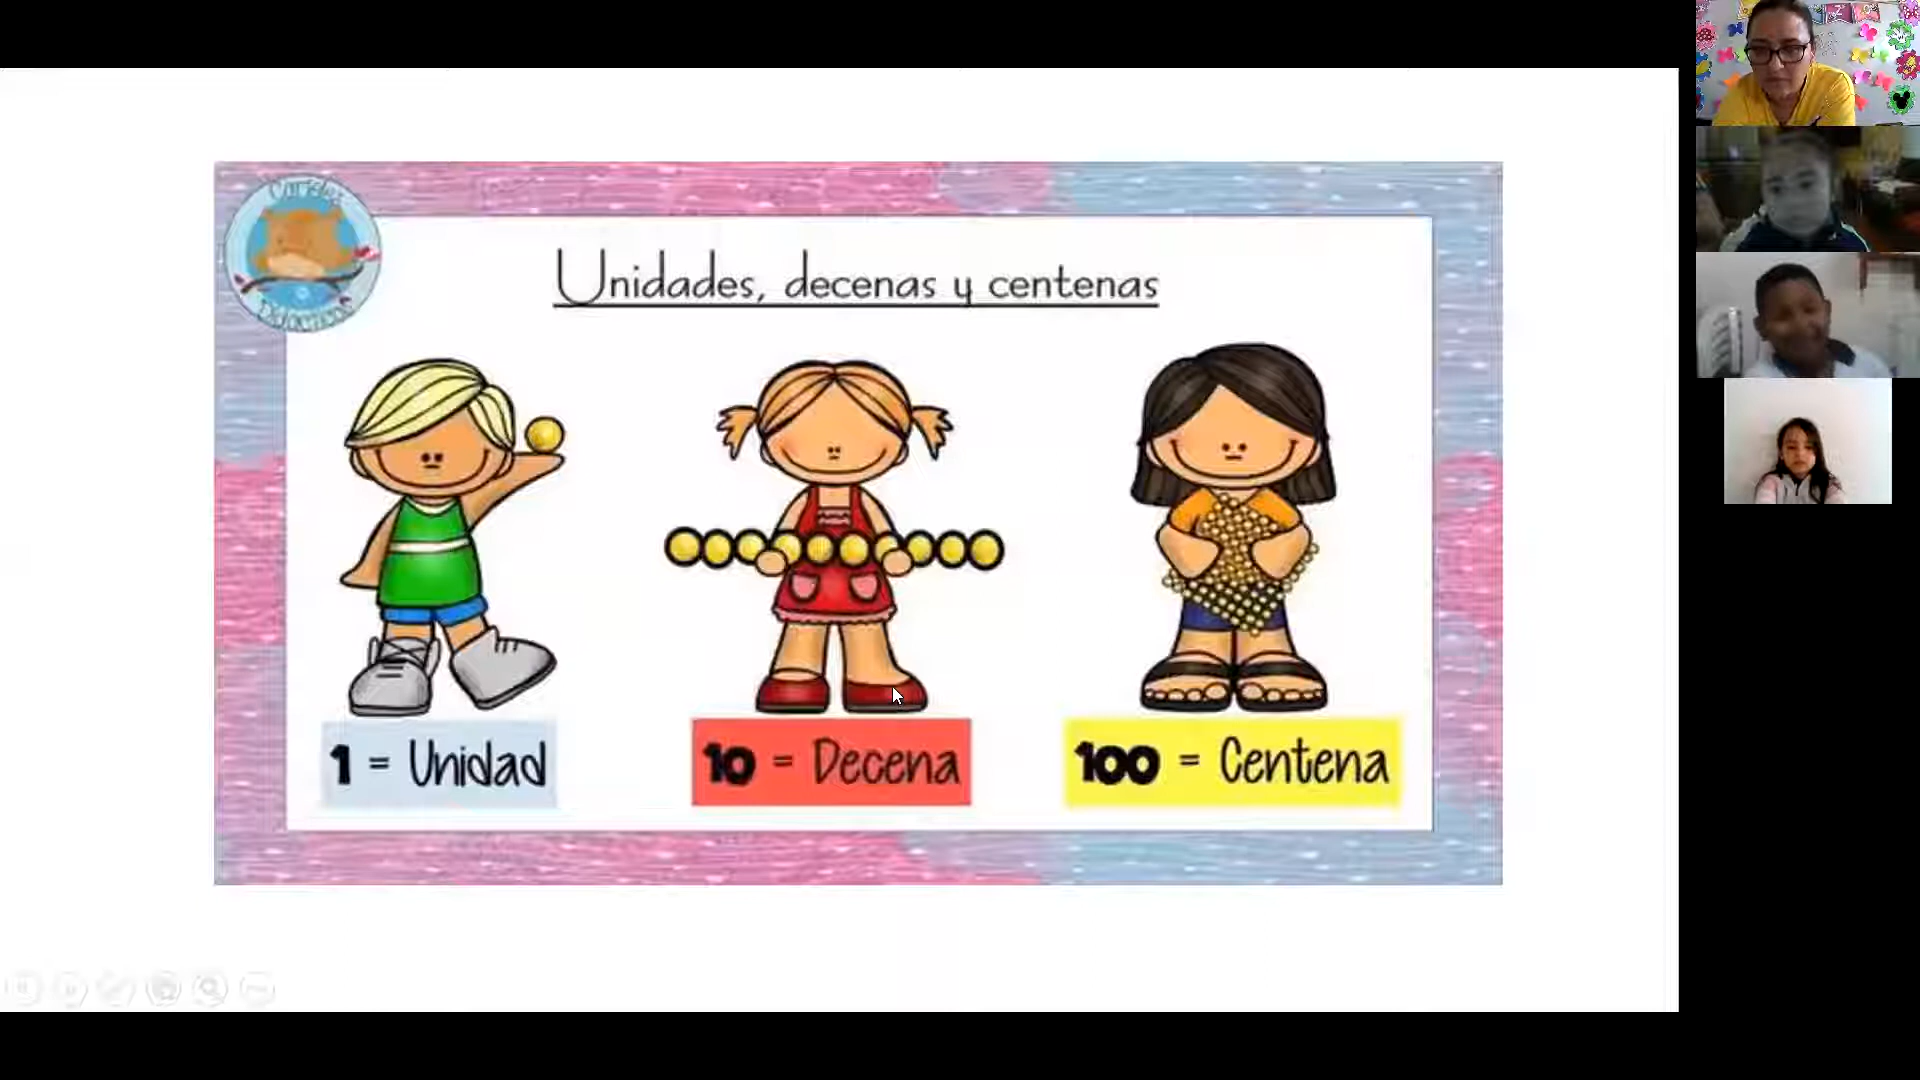 Unidades, decenas y centenas
1 = Unidad
10 = Decena
100 = Centena